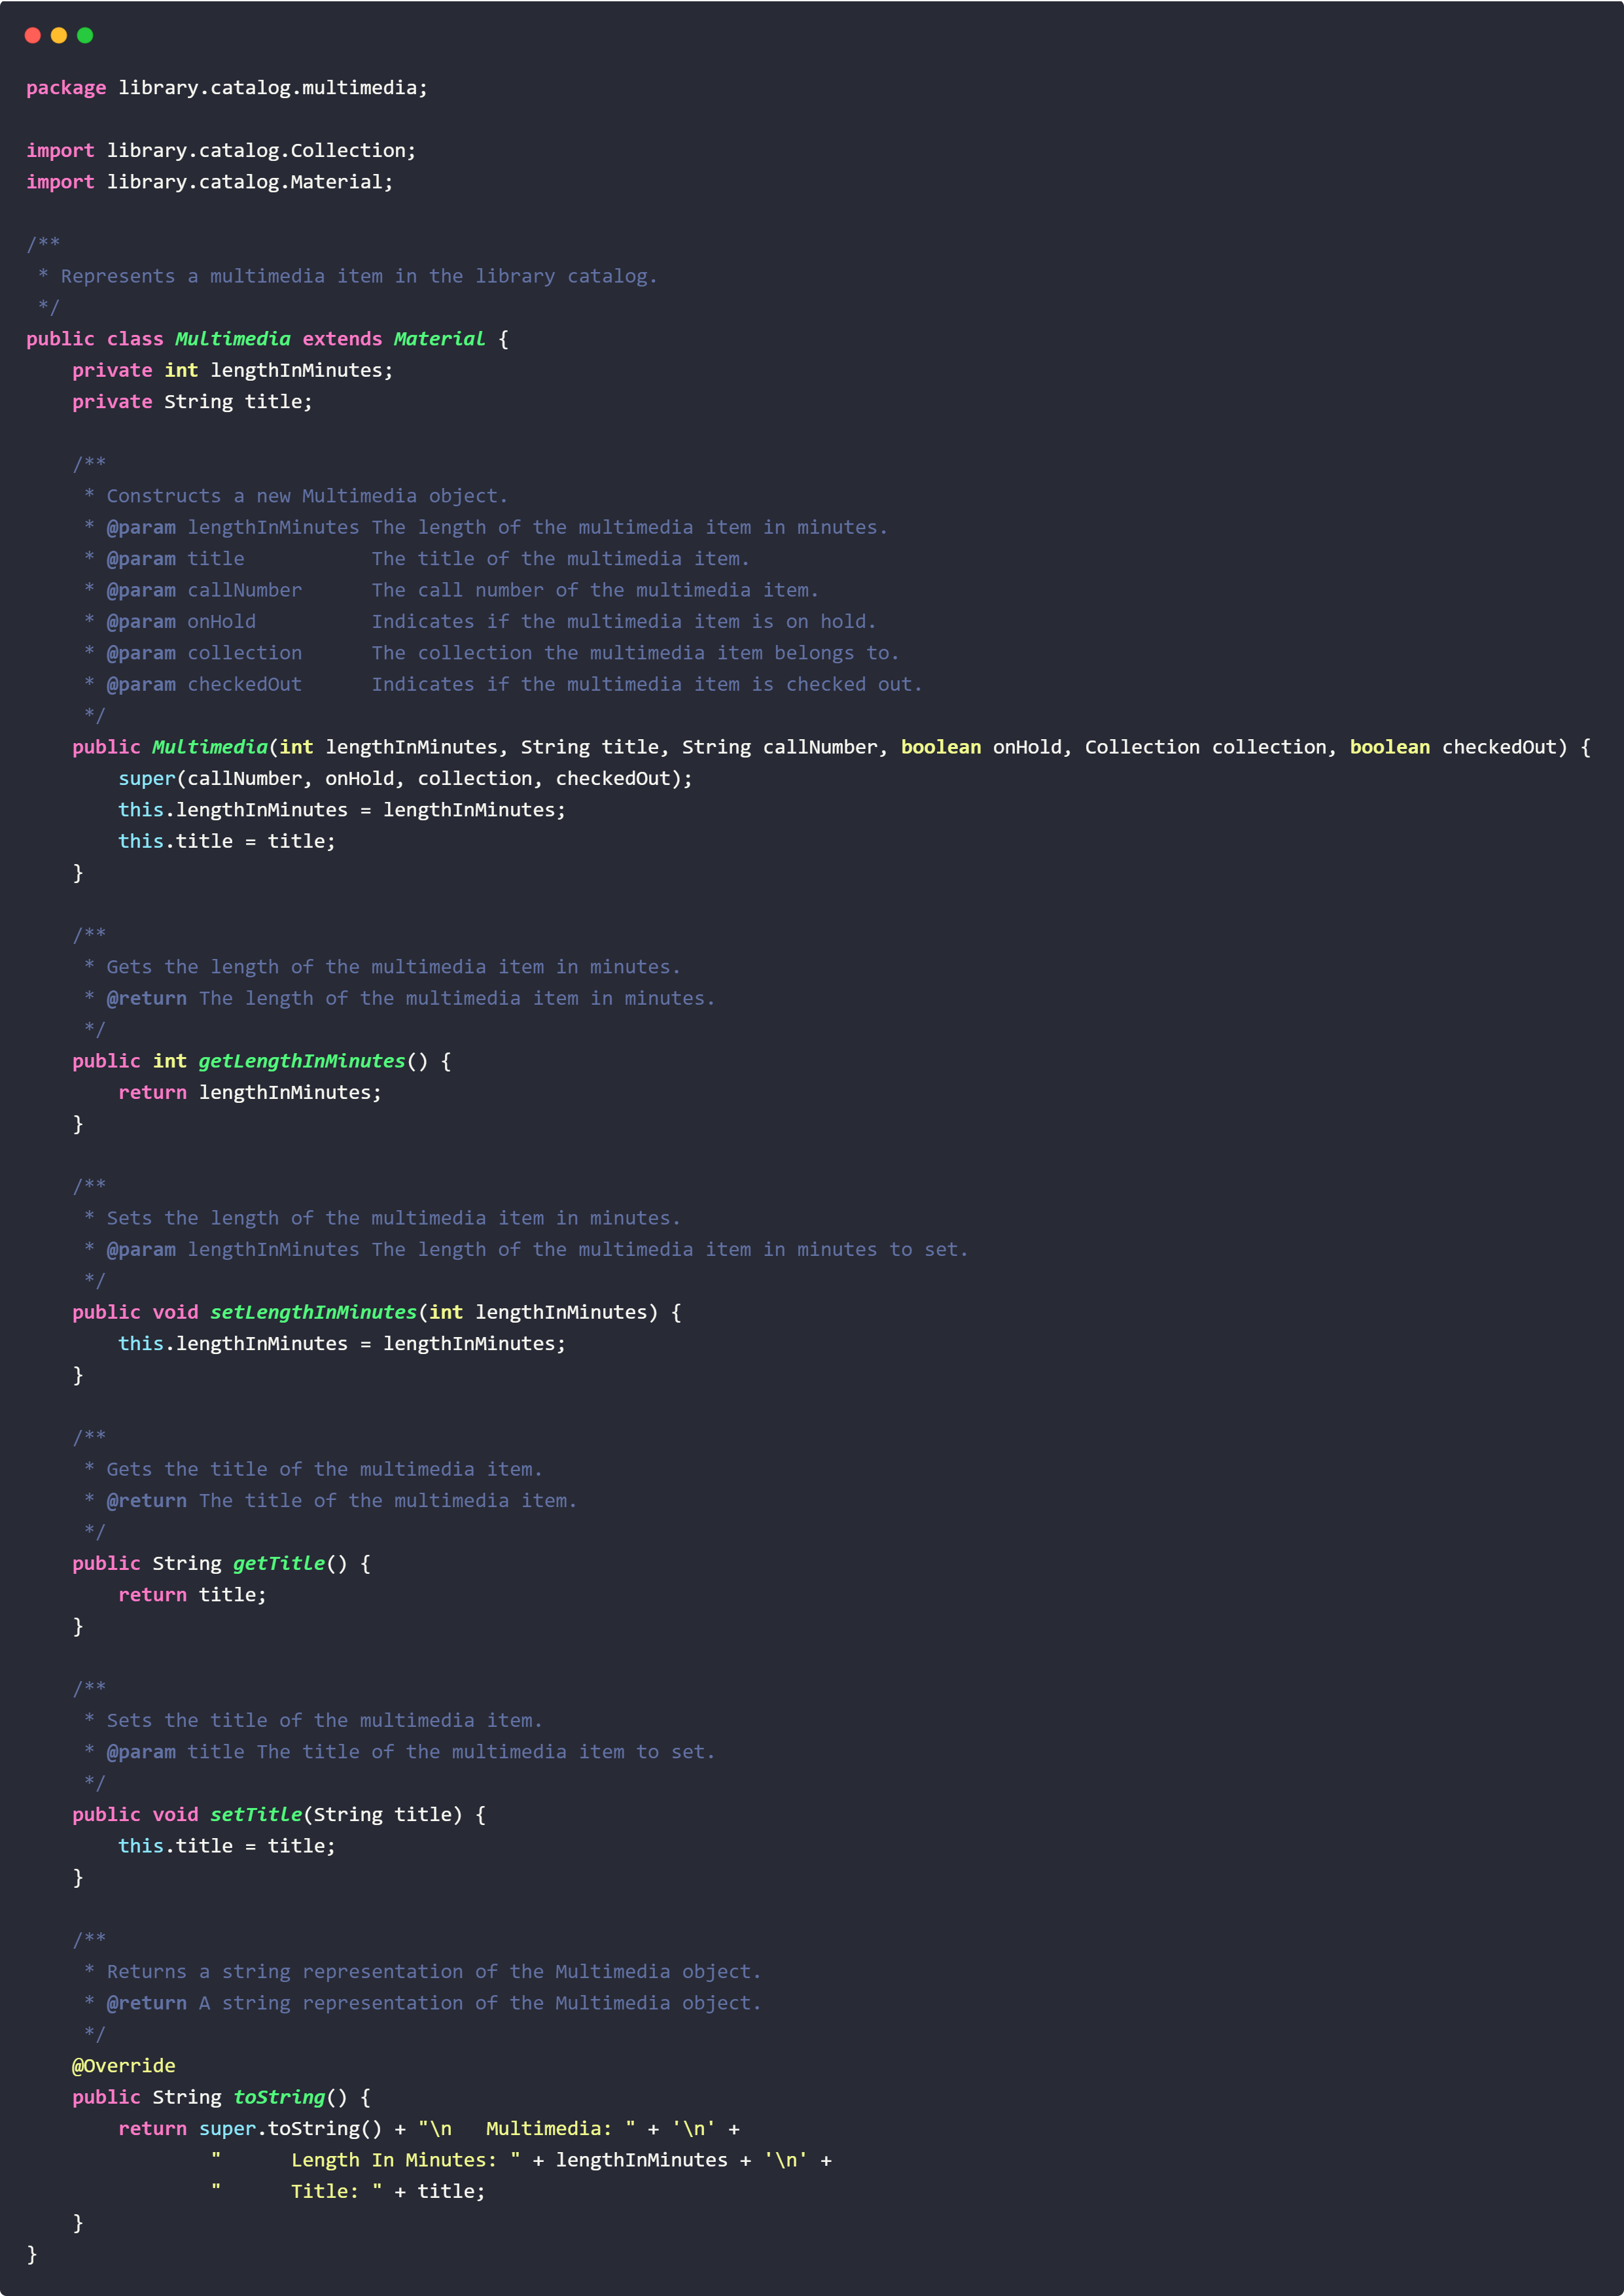 package library.catalog.multimedia;

import library.catalog.Collection;
import library.catalog.Material;

/**
 * Represents a multimedia item in the library catalog.
 */
public class Multimedia extends Material {
    private int lengthInMinutes;
    private String title;

    /**
     * Constructs a new Multimedia object.
     * @param lengthInMinutes The length of the multimedia item in minutes.
     * @param title           The title of the multimedia item.
     * @param callNumber      The call number of the multimedia item.
     * @param onHold          Indicates if the multimedia item is on hold.
     * @param collection      The collection the multimedia item belongs to.
     * @param checkedOut      Indicates if the multimedia item is checked out.
     */
    public Multimedia(int lengthInMinutes, String title, String callNumber, boolean onHold, Collection collection, boolean checkedOut) {
        super(callNumber, onHold, collection, checkedOut);
        this.lengthInMinutes = lengthInMinutes;
        this.title = title;
    }

    /**
     * Gets the length of the multimedia item in minutes.
     * @return The length of the multimedia item in minutes.
     */
    public int getLengthInMinutes() {
        return lengthInMinutes;
    }

    /**
     * Sets the length of the multimedia item in minutes.
     * @param lengthInMinutes The length of the multimedia item in minutes to set.
     */
    public void setLengthInMinutes(int lengthInMinutes) {
        this.lengthInMinutes = lengthInMinutes;
    }

    /**
     * Gets the title of the multimedia item.
     * @return The title of the multimedia item.
     */
    public String getTitle() {
        return title;
    }

    /**
     * Sets the title of the multimedia item.
     * @param title The title of the multimedia item to set.
     */
    public void setTitle(String title) {
        this.title = title;
    }

    /**
     * Returns a string representation of the Multimedia object.
     * @return A string representation of the Multimedia object.
     */
    @Override
    public String toString() {
        return super.toString() + "\n   Multimedia: " + '\n' +
                "      Length In Minutes: " + lengthInMinutes + '\n' +
                "      Title: " + title;
    }
}